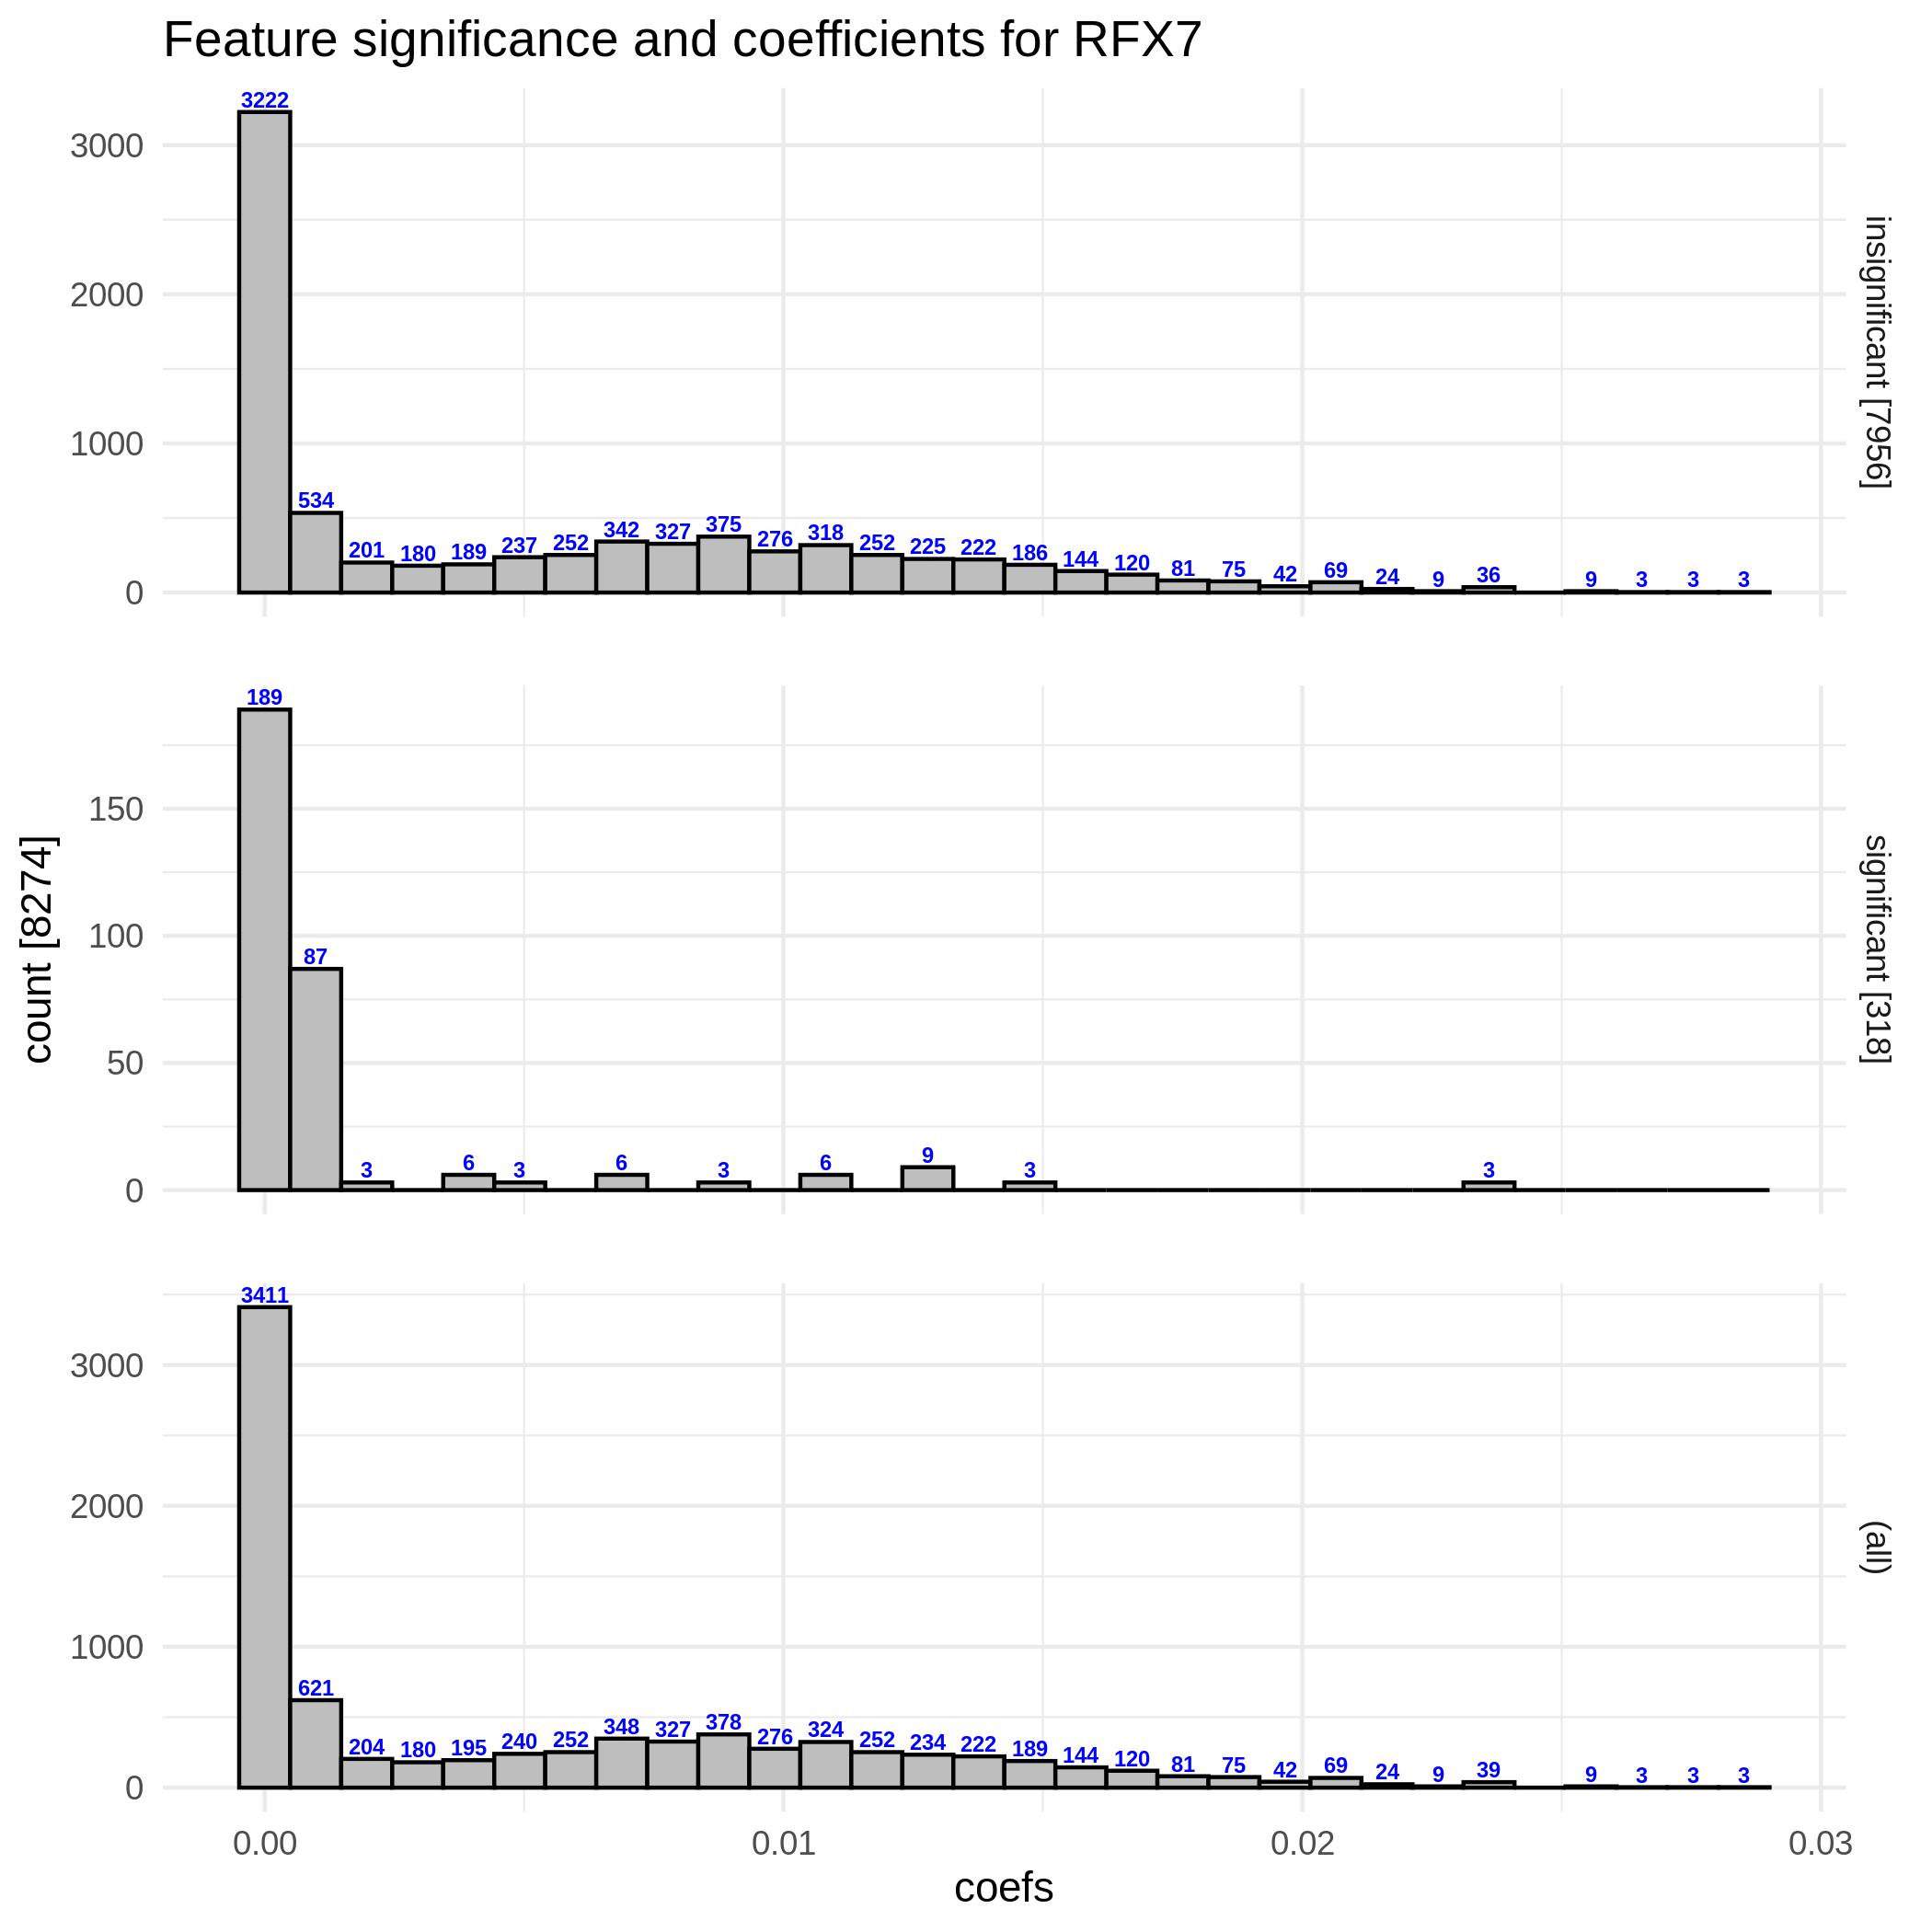 Feature significance and coefficients for RFX7
3222
3000
2000
1000
534
201 180 189 237 252 342 327 375 276 318 252 225 222 186 144 120 81 75 42 69 24 9 36 9 3 3 3
0
insignificant [7956]
189
150
100
87
50
3 6 3 6 3 6 9 3 3
0
significant [318]
count [8274]
3411
3000
2000
1000
621
204 180 195 240 252 348 327 378 276 324 252 234 222 189 144 120 81 75 42 69 24 9 39 9 3 3 3
0
(all)
0.00 0.01 0.02 0.03
coefs